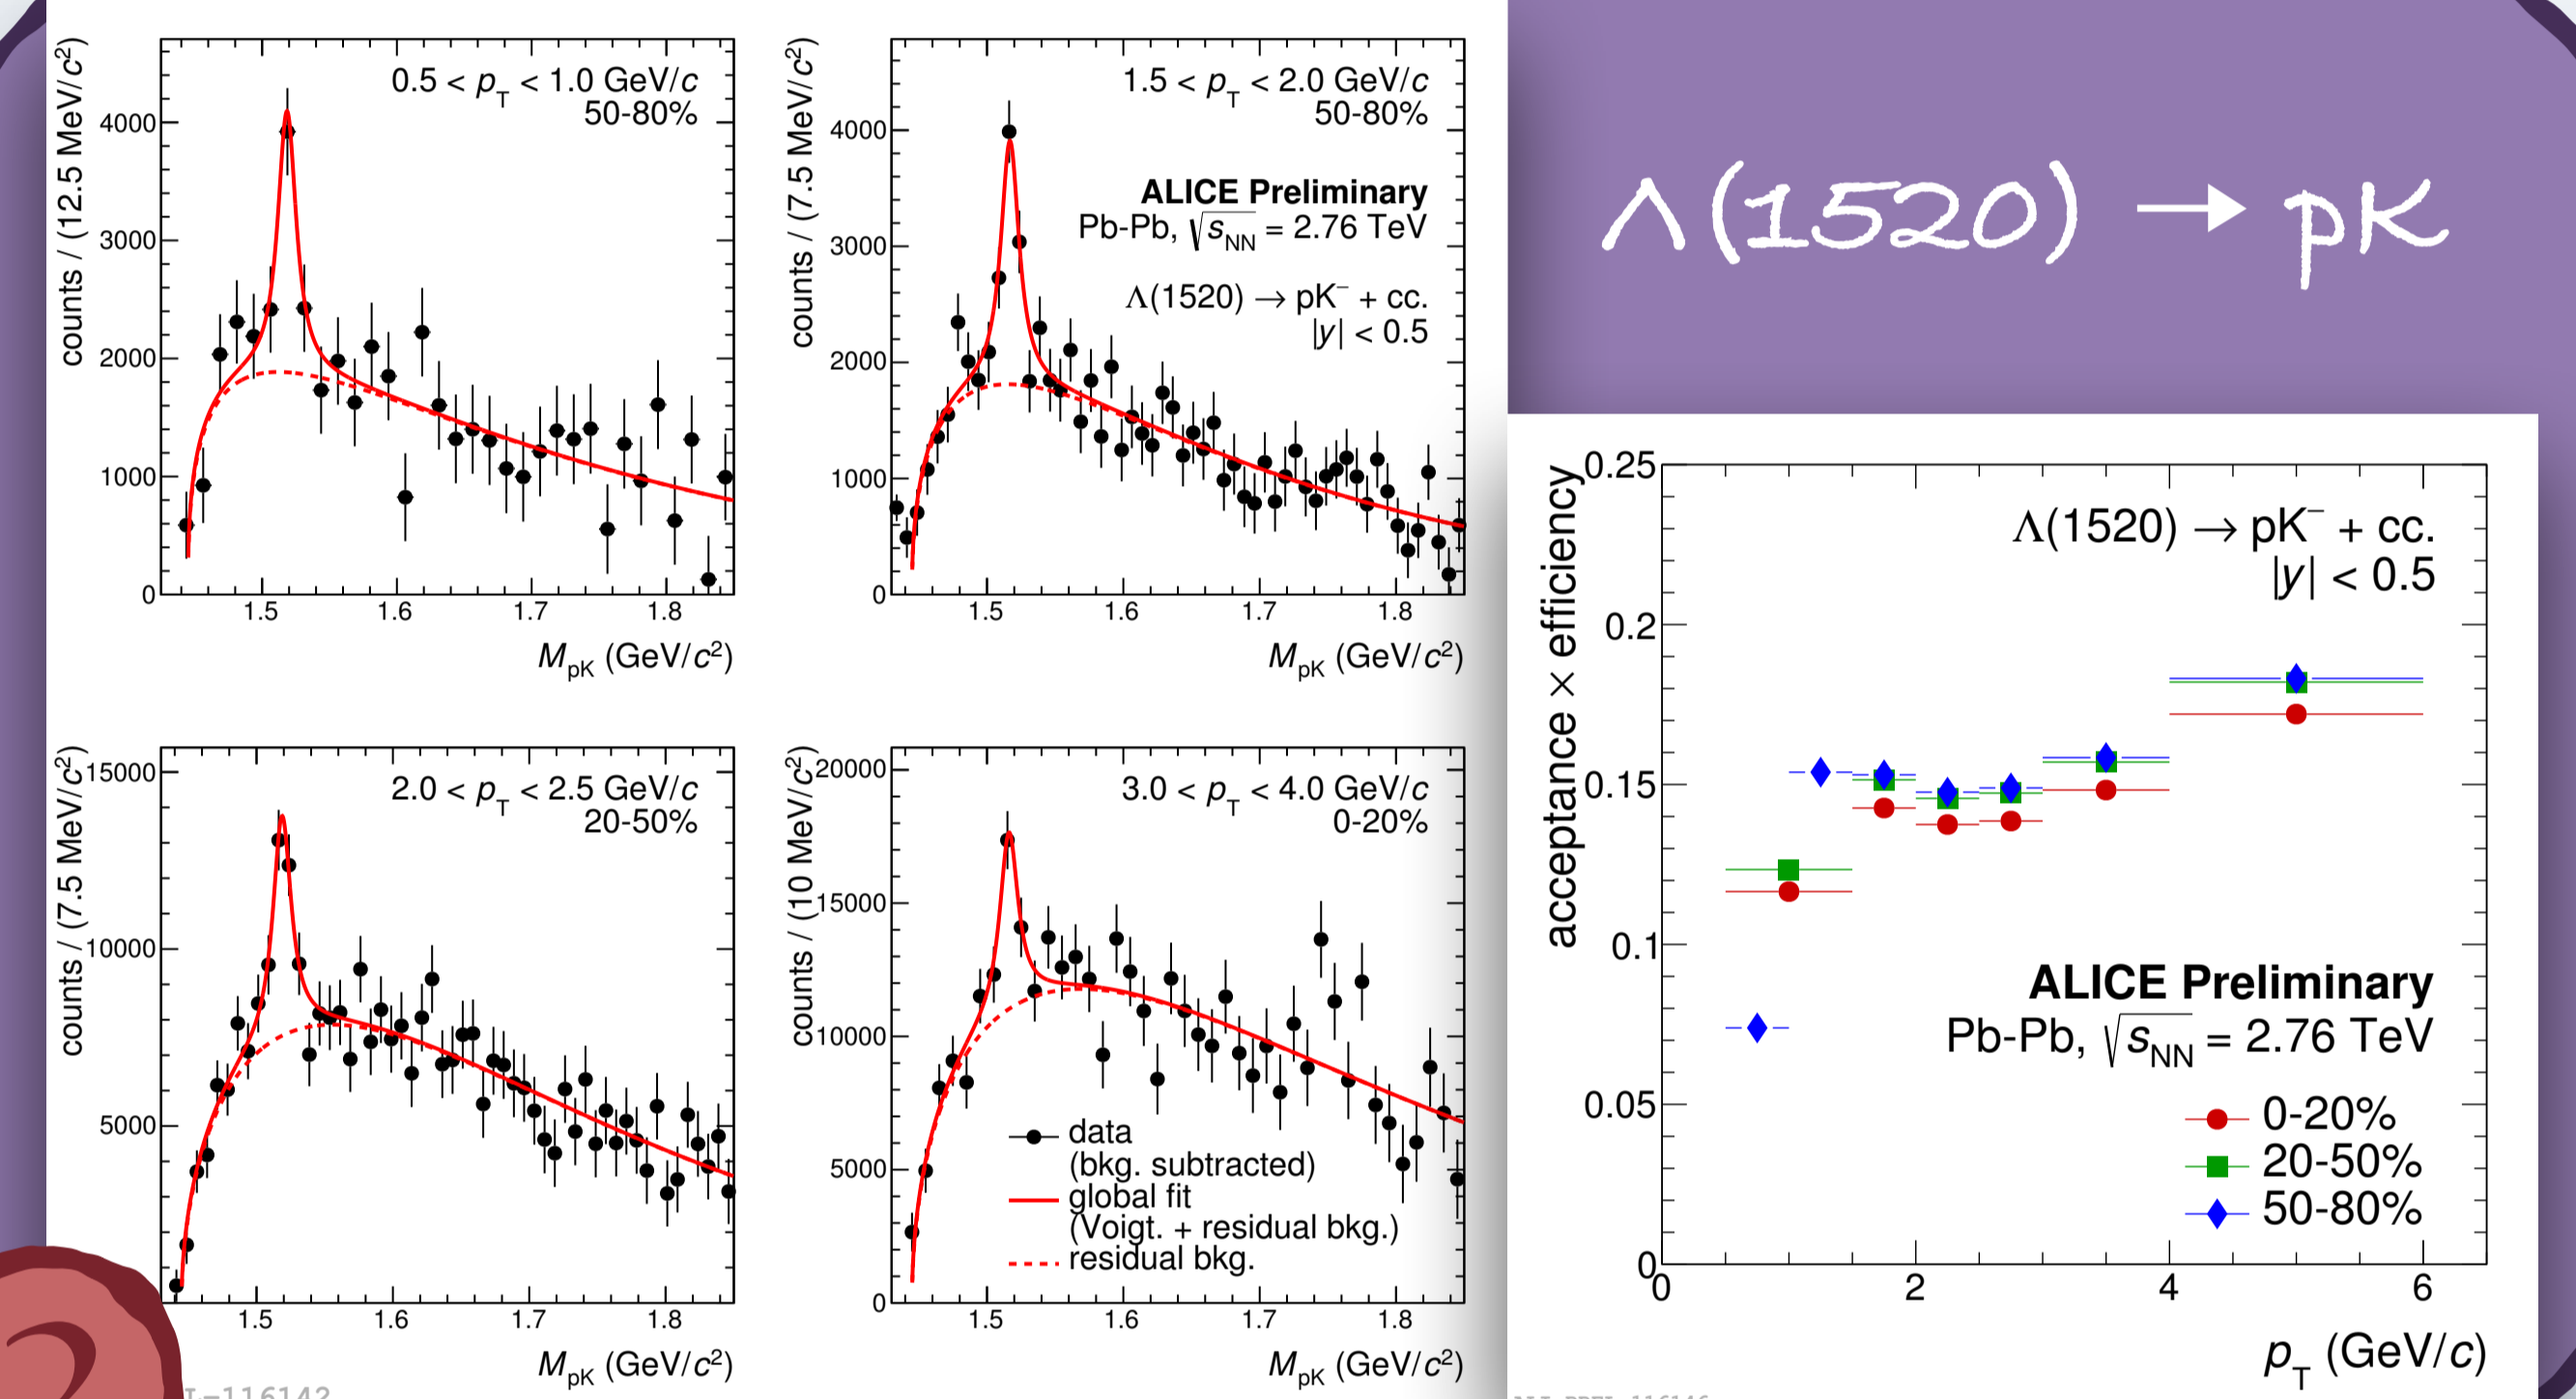 0.5 < pT < 1.0 GeV/c
50-80%
counts / (12.5 MeV/c²)
4000
3000
2000
1000
0
1.5 1.6 1.7 1.8
MpK (GeV/c²)
1.5 < pT < 2.0 GeV/c
50-80%
ALICE Preliminary
Pb-Pb, √sNN = 2.76 TeV
Λ(1520) → pK⁻ + cc.
|y| < 0.5
counts / (7.5 MeV/c²)
4000
3000
2000
1000
0
1.5 1.6 1.7 1.8
MpK (GeV/c²)
2.0 < pT < 2.5 GeV/c
20-50%
counts / (7.5 MeV/c²)
15000
10000
5000
1.5 1.6 1.7 1.8
MpK (GeV/c²)
3.0 < pT < 4.0 GeV/c
0-20%
counts / (10 MeV/c²)
20000
15000
10000
5000
0
data
(bkg. subtracted)
global fit
(Voigt. + residual bkg.)
residual bkg.
1.5 1.6 1.7 1.8
MpK (GeV/c²)
Λ(1520) → pK
acceptance × efficiency
0.25
0.2
0.15
0.1
0.05
0
Λ(1520) → pK⁻ + cc.
|y| < 0.5
ALICE Preliminary
Pb-Pb, √sNN = 2.76 TeV
0-20%
20-50%
50-80%
0 2 4 6
pT (GeV/c)
2